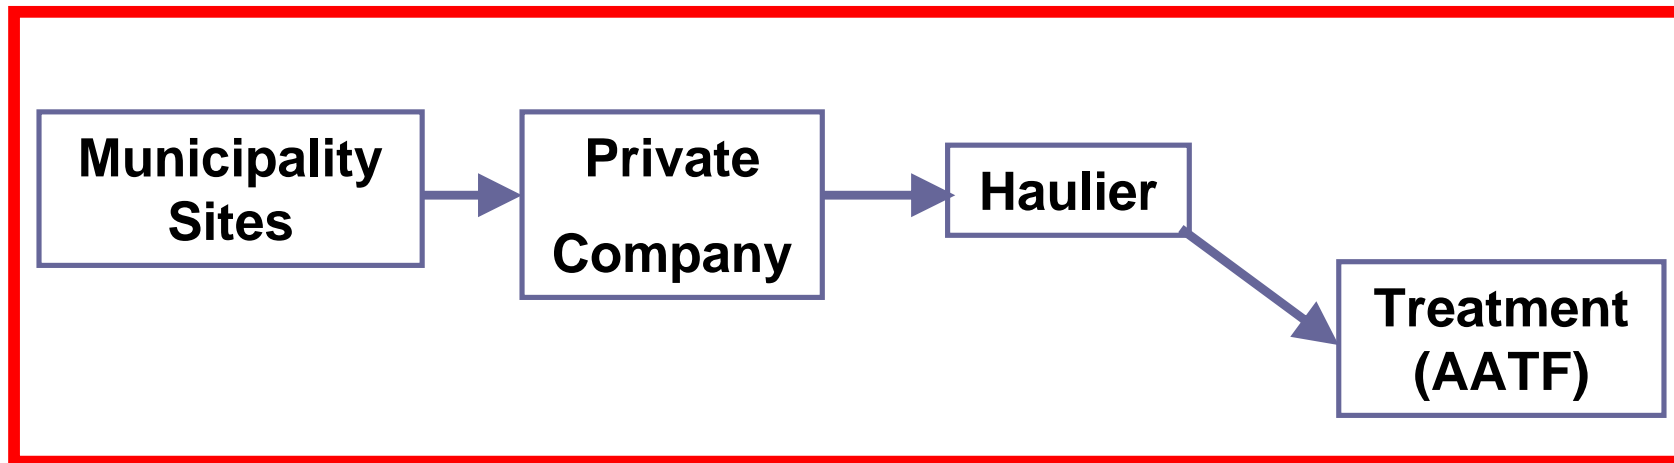 Municipality
Sites
Private
Company
Haulier
Treatment
(AATF)